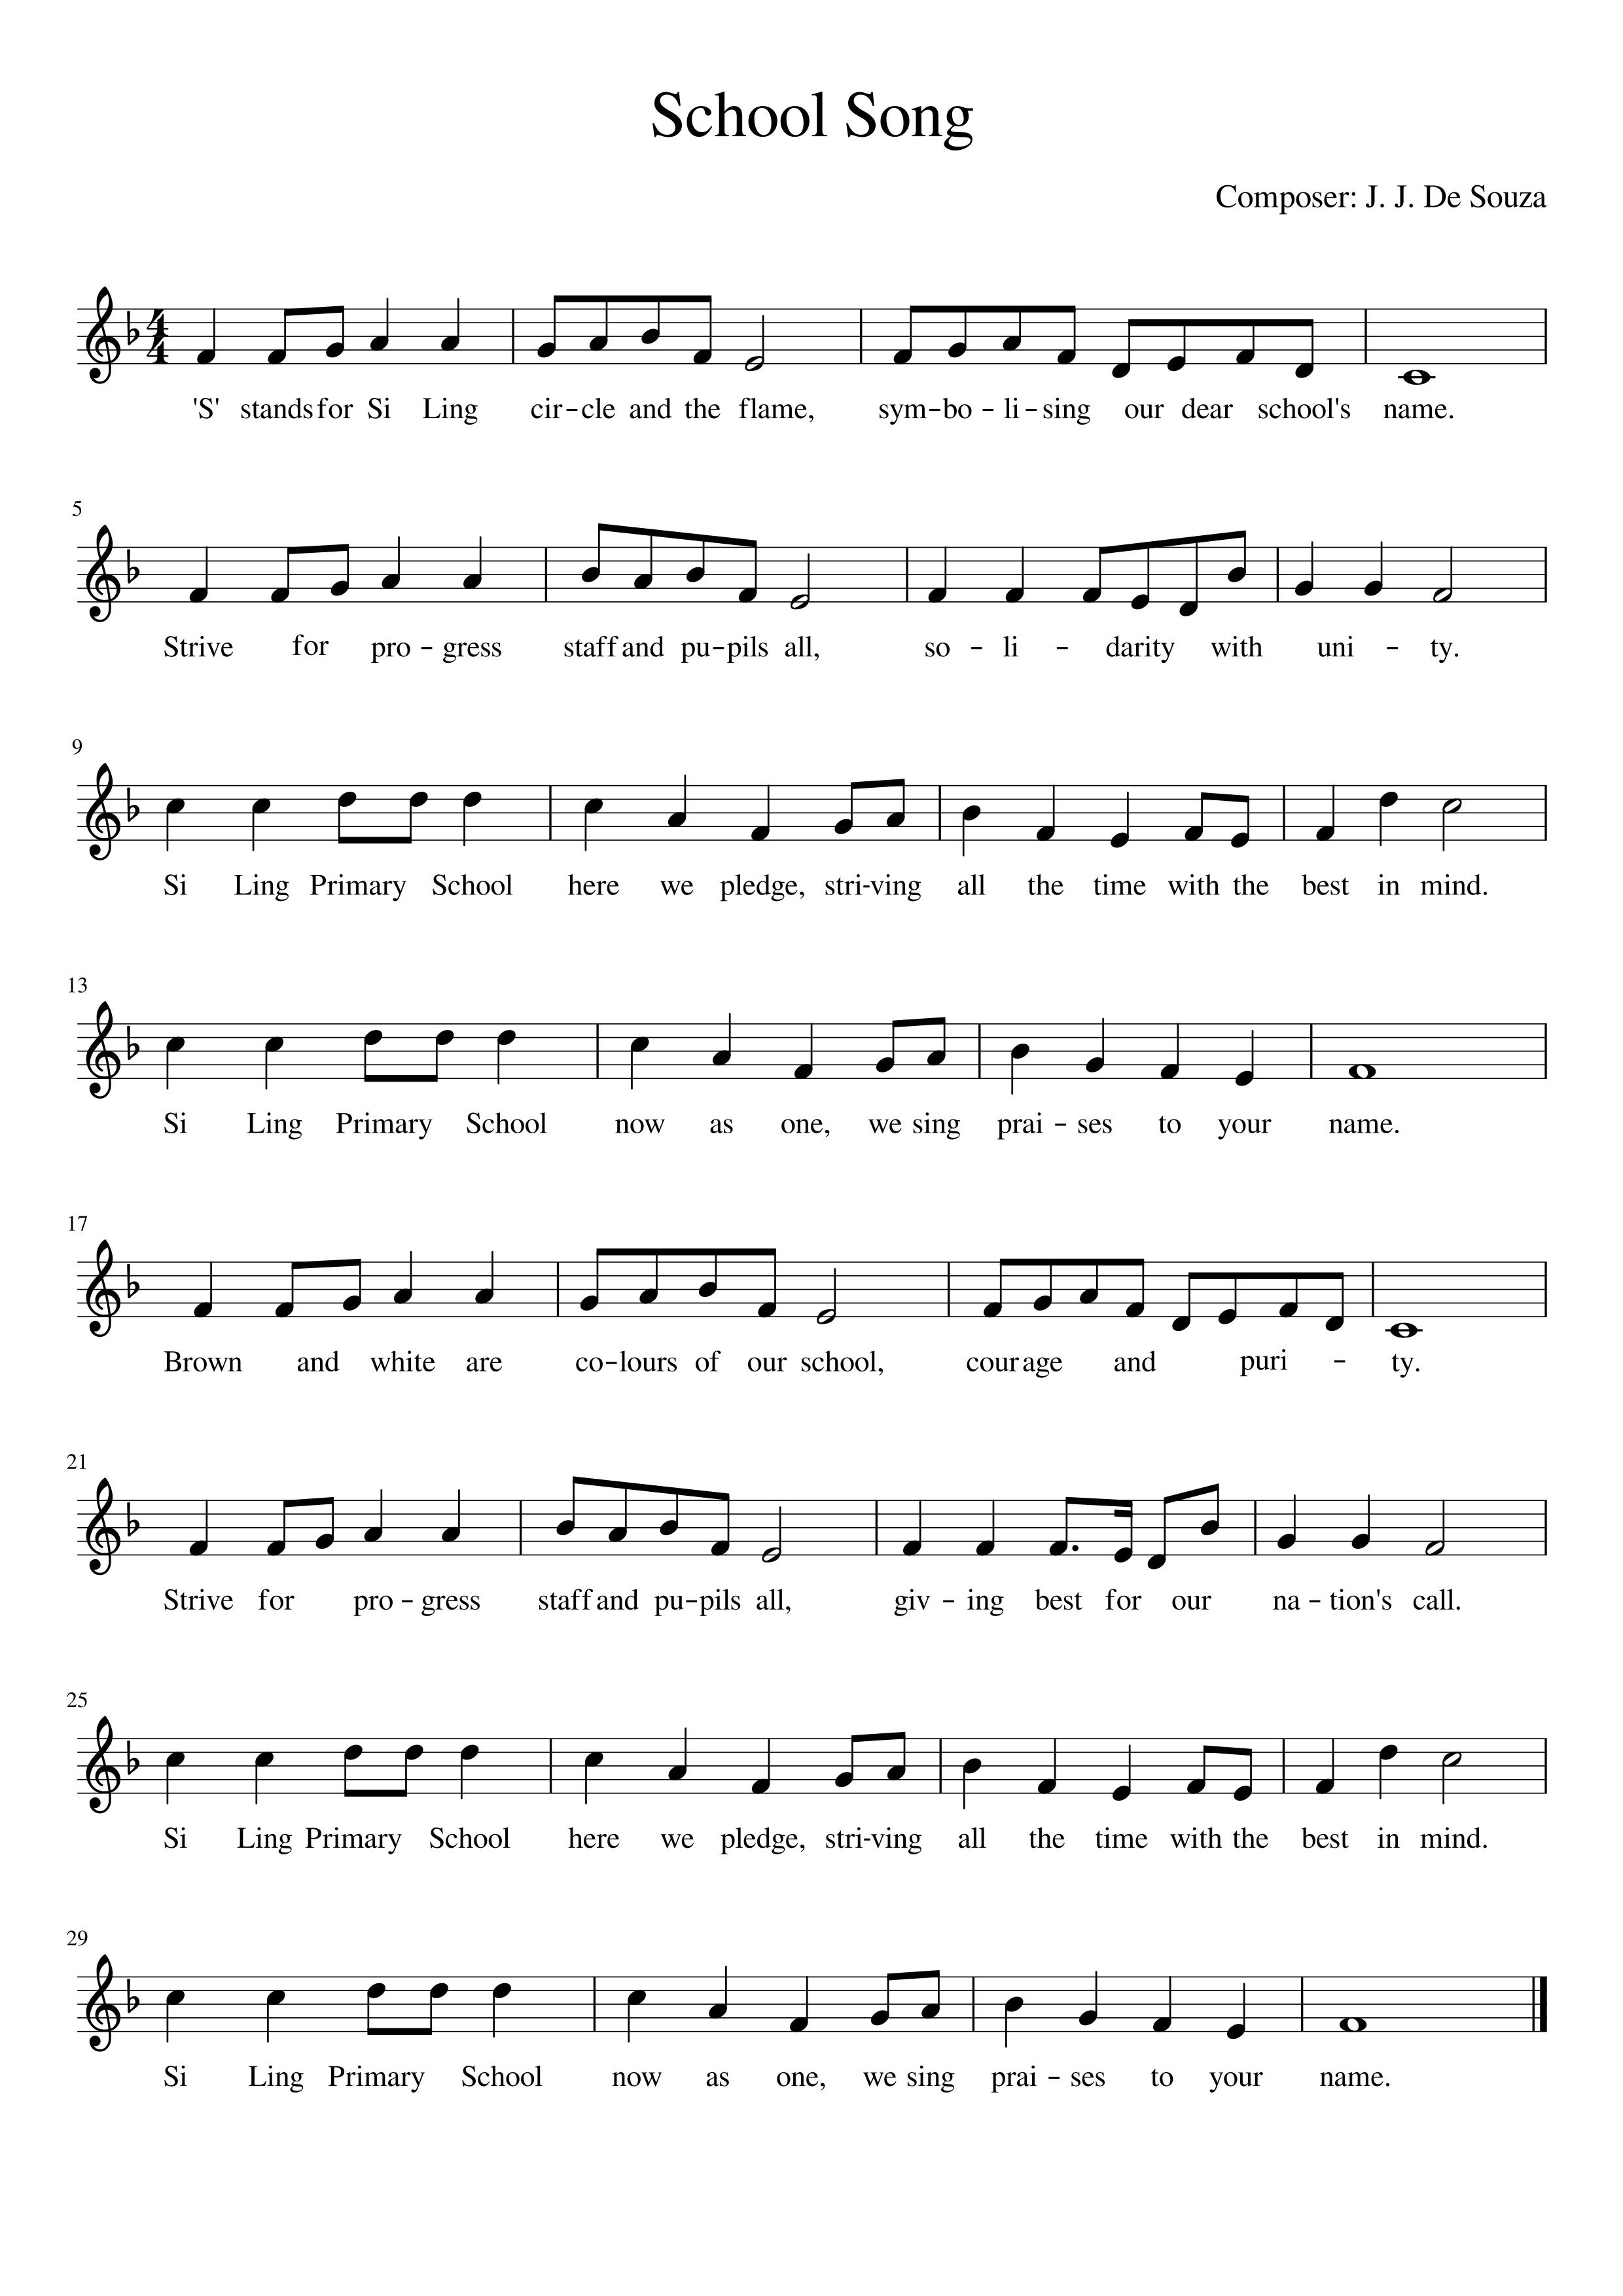 School Song
Composer: J. J. De Souza
4
4
'S' stands for Si Ling cir-cle and the flame, sym-bo-li-sing our dear school's name.
5
Strive for pro-gress staff and pu-pils all, so-li-darity with uni-ty.
9
Si Ling Primary School here we pledge, stri-ving all the time with the best in mind.
13
Si Ling Primary School now as one, we sing prai-ses to your name.
17
Brown and white are co-lours of our school, courage and puri-ty.
21
Strive for pro-gress staff and pu-pils all, giv-ing best for our na-tion's call.
25
Si Ling Primary School here we pledge, stri-ving all the time with the best in mind.
29
Si Ling Primary School now as one, we sing prai-ses to your name.